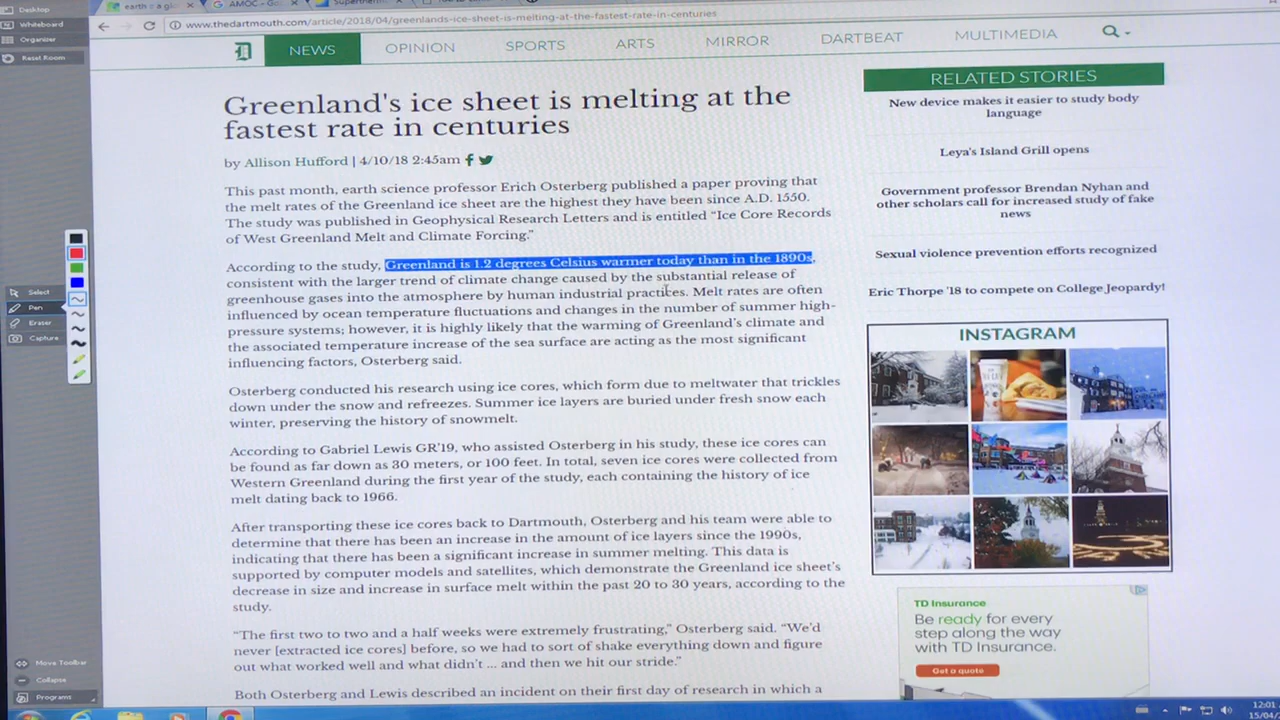 Desktop
Whiteboard
Organizer
Reset Room
Select
Pen
Eraser
Capture
Move Toolbar
Collapse
Programs
www.thedartmouth.com/article/2018/04/greenlands-ice-sheet-is-melting-at-the-fastest-rate-in-centuries
D
NEWS
OPINION
SPORTS
ARTS
MIRROR
DARTBEAT
MULTIMEDIA
Greenland's ice sheet is melting at the
fastest rate in centuries
by Allison Hufford | 4/10/18 2:45am
This past month, earth science professor Erich Osterberg published a paper proving that
the melt rates of the Greenland ice sheet are the highest they have been since A.D. 1550.
The study was published in Geophysical Research Letters and is entitled “Ice Core Records
of West Greenland Melt and Climate Forcing.”
According to the study, Greenland is 1.2 degrees Celsius warmer today than in the 1890s,
consistent with the larger trend of climate change caused by the substantial release of
greenhouse gases into the atmosphere by human industrial practices. Melt rates are often
influenced by ocean temperature fluctuations and changes in the number of summer high-
pressure systems; however, it is highly likely that the warming of Greenland’s climate and
the associated temperature increase of the sea surface are acting as the most significant
influencing factors, Osterberg said.
Osterberg conducted his research using ice cores, which form due to meltwater that trickles
down under the snow and refreezes. Summer ice layers are buried under fresh snow each
winter, preserving the history of snowmelt.
According to Gabriel Lewis GR’19, who assisted Osterberg in his study, these ice cores can
be found as far down as 30 meters, or 100 feet. In total, seven ice cores were collected from
Western Greenland during the first year of the study, each containing the history of ice
melt dating back to 1966.
After transporting these ice cores back to Dartmouth, Osterberg and his team were able to
determine that there has been an increase in the amount of ice layers since the 1990s,
indicating that there has been a significant increase in summer melting. This data is
supported by computer models and satellites, which demonstrate the Greenland ice sheet’s
decrease in size and increase in surface melt within the past 20 to 30 years, according to the
study.
“The first two to two and a half weeks were extremely frustrating,” Osterberg said. “We’d
never [extracted ice cores] before, so we had to sort of shake everything down and figure
out what worked well and what didn’t ... and then we hit our stride.”
Both Osterberg and Lewis described an incident on their first day of research in which a
RELATED STORIES
New device makes it easier to study body
language
Leya's Island Grill opens
Government professor Brendan Nyhan and
other scholars call for increased study of fake
news
Sexual violence prevention efforts recognized
Eric Thorpe '18 to compete on College Jeopardy!
INSTAGRAM
TD Insurance
Be ready for every
step along the way
with TD Insurance.
Get a quote
12:01
15/04/